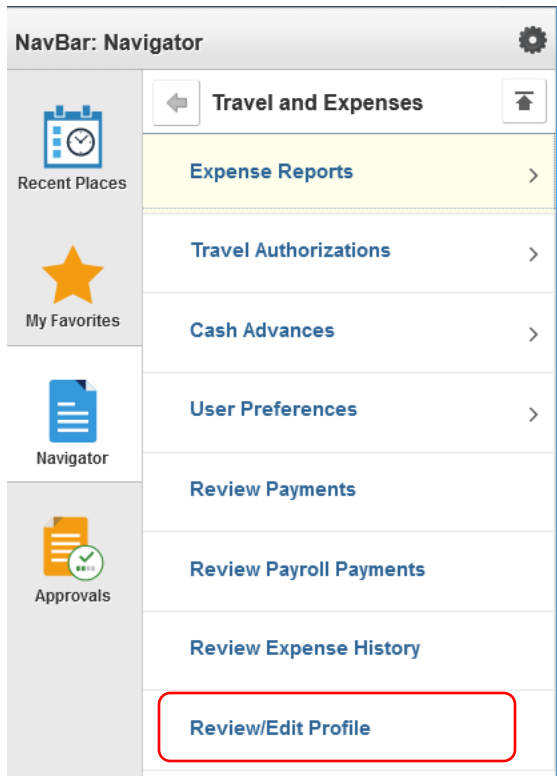 NavBar: Navigator
Travel and Expenses
Recent Places
My Favorites
Navigator
Approvals
Expense Reports
Travel Authorizations
Cash Advances
User Preferences
Review Payments
Review Payroll Payments
Review Expense History
Review/Edit Profile